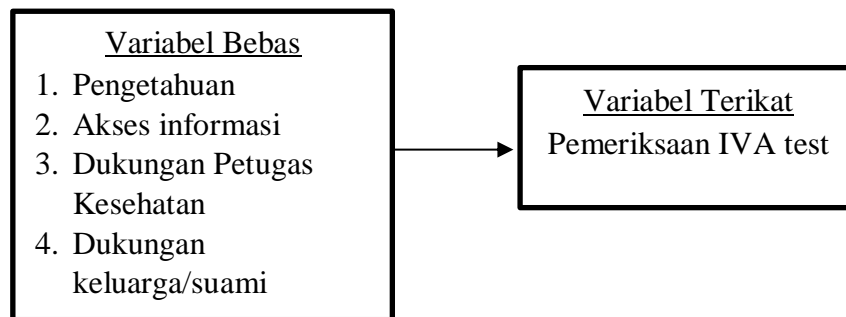 Variabel Bebas
1. Pengetahuan
2. Akses informasi
3. Dukungan Petugas
Kesehatan
4. Dukungan
keluarga/suami
Variabel Terikat
Pemeriksaan IVA test